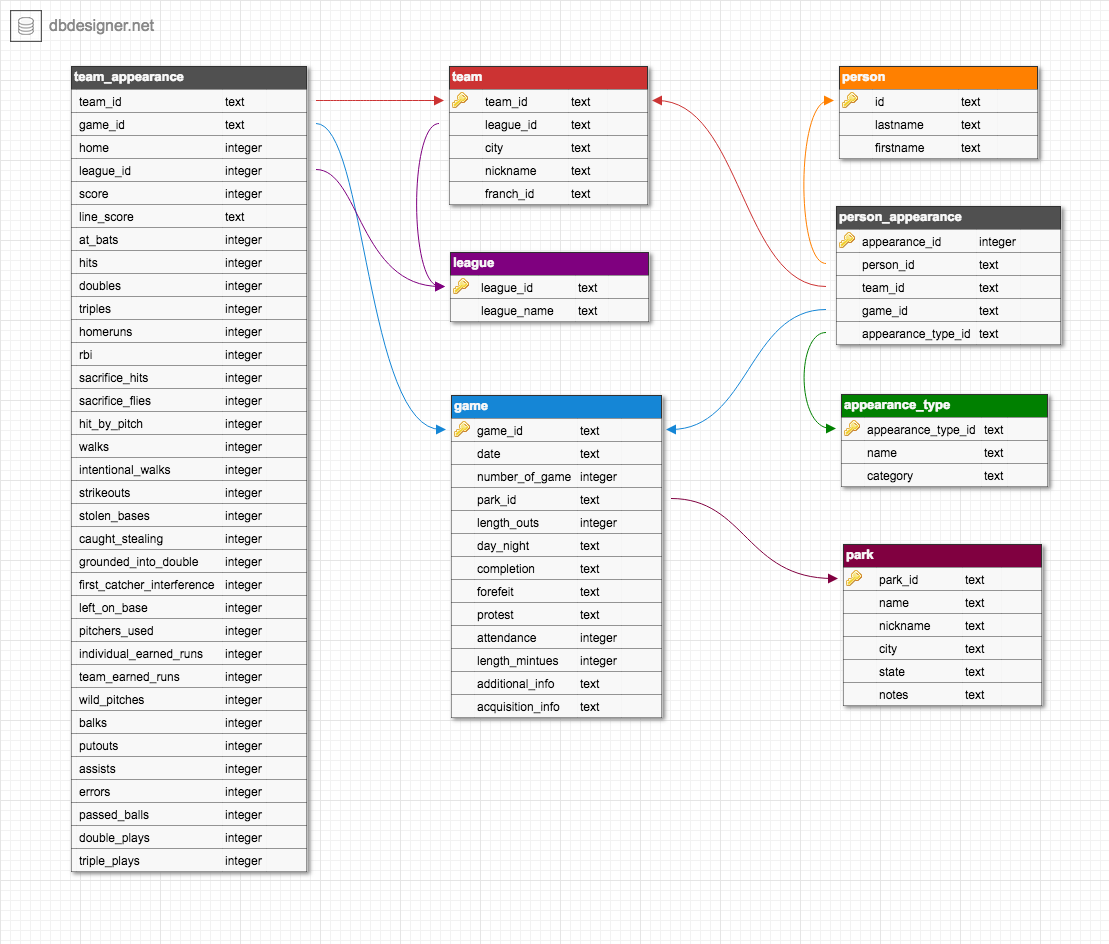 dbdesigner.net
team_appearance
team_id text
game_id text
home integer
league_id integer
score integer
line_score text
at_bats integer
hits integer
doubles integer
triples integer
homeruns integer
rbi integer
sacrifice_hits integer
sacrifice_flies integer
hit_by_pitch integer
walks integer
intentional_walks integer
strikeouts integer
stolen_bases integer
caught_stealing integer
grounded_into_double integer
first_catcher_interference integer
left_on_base integer
pitchers_used integer
individual_earned_runs integer
team_earned_runs integer
wild_pitches integer
balks integer
putouts integer
assists integer
errors integer
passed_balls integer
double_plays integer
triple_plays integer
team
team_id text
league_id text
city text
nickname text
franch_id text
league
league_id text
league_name text
game
game_id text
date text
number_of_game integer
park_id text
length_outs integer
day_night text
completion text
forefeit text
protest text
attendance integer
length_mintues integer
additional_info text
acquisition_info text
person
id text
lastname text
firstname text
person_appearance
appearance_id integer
person_id text
team_id text
game_id text
appearance_type_id text
appearance_type
appearance_type_id text
name text
category text
park
park_id text
name text
nickname text
city text
state text
notes text